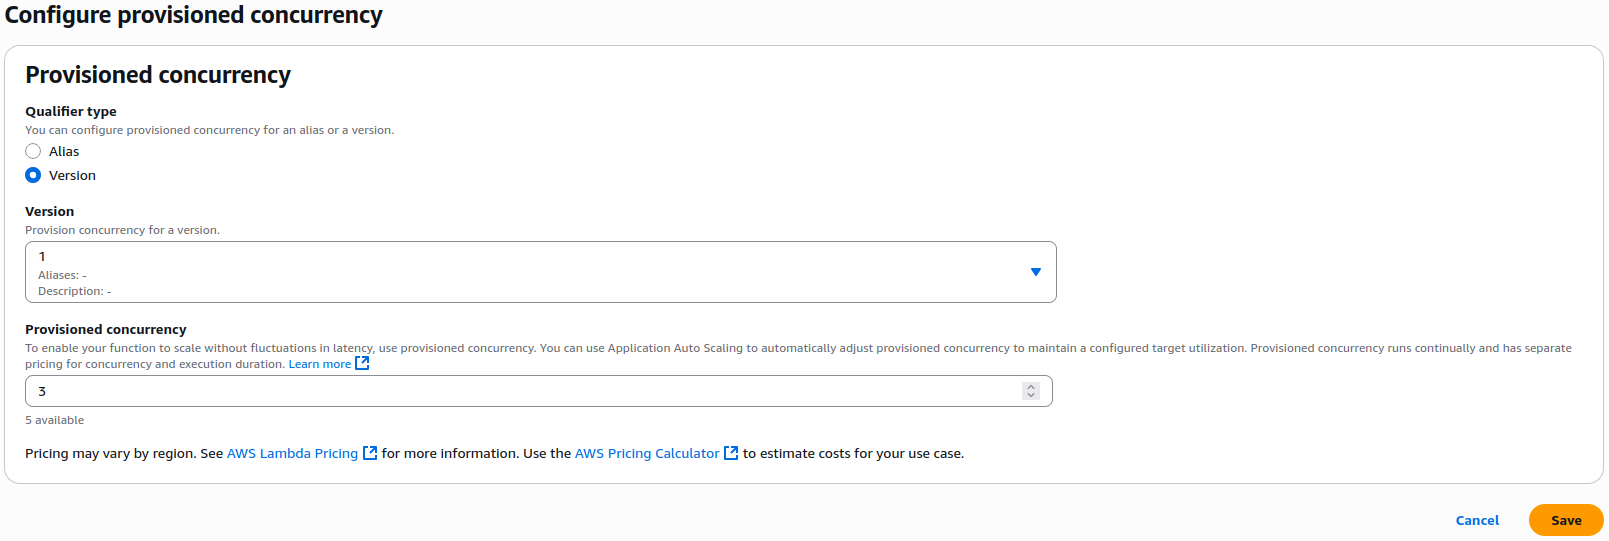 Configure provisioned concurrency
Provisioned concurrency
Qualifier type
You can configure provisioned concurrency for an alias or a version.
Alias
Version
Version
Provision concurrency for a version.
1
Aliases: -
Description: -
Provisioned concurrency
To enable your function to scale without fluctuations in latency, use provisioned concurrency. You can use Application Auto Scaling to automatically adjust provisioned concurrency to maintain a configured target utilization. Provisioned concurrency runs continually and has separate
pricing for concurrency and execution duration. Learn more
3
5 available
Pricing may vary by region. See AWS Lambda Pricing for more information. Use the AWS Pricing Calculator to estimate costs for your use case.
Cancel Save